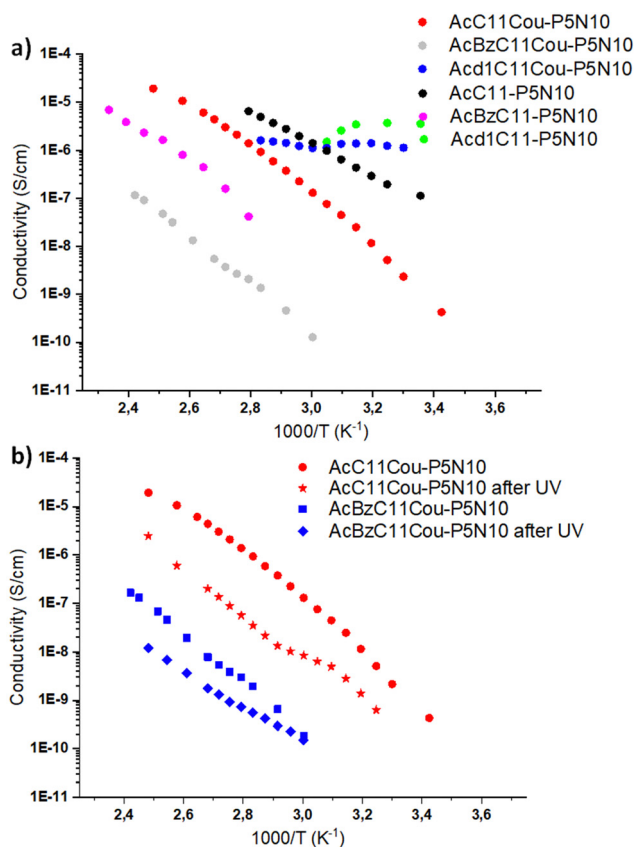 a)
AcC11Cou-P5N10
AcBzC11Cou-P5N10
Acd1C11Cou-P5N10
AcC11-P5N10
AcBzC11-P5N10
Acd1C11-P5N10
Conductivity (S/cm)
1E-4
1E-5
1E-6
1E-7
1E-8
1E-9
1E-10
1E-11
2,4 2,6 2,8 3,0 3,2 3,4 3,6
1000/T (K⁻¹)
b)
AcC11Cou-P5N10
AcC11Cou-P5N10 after UV
AcBzC11Cou-P5N10
AcBzC11Cou-P5N10 after UV
Conductivity (S/cm)
1E-4
1E-5
1E-6
1E-7
1E-8
1E-9
1E-10
1E-11
2,4 2,6 2,8 3,0 3,2 3,4 3,6
1000/T (K⁻¹)